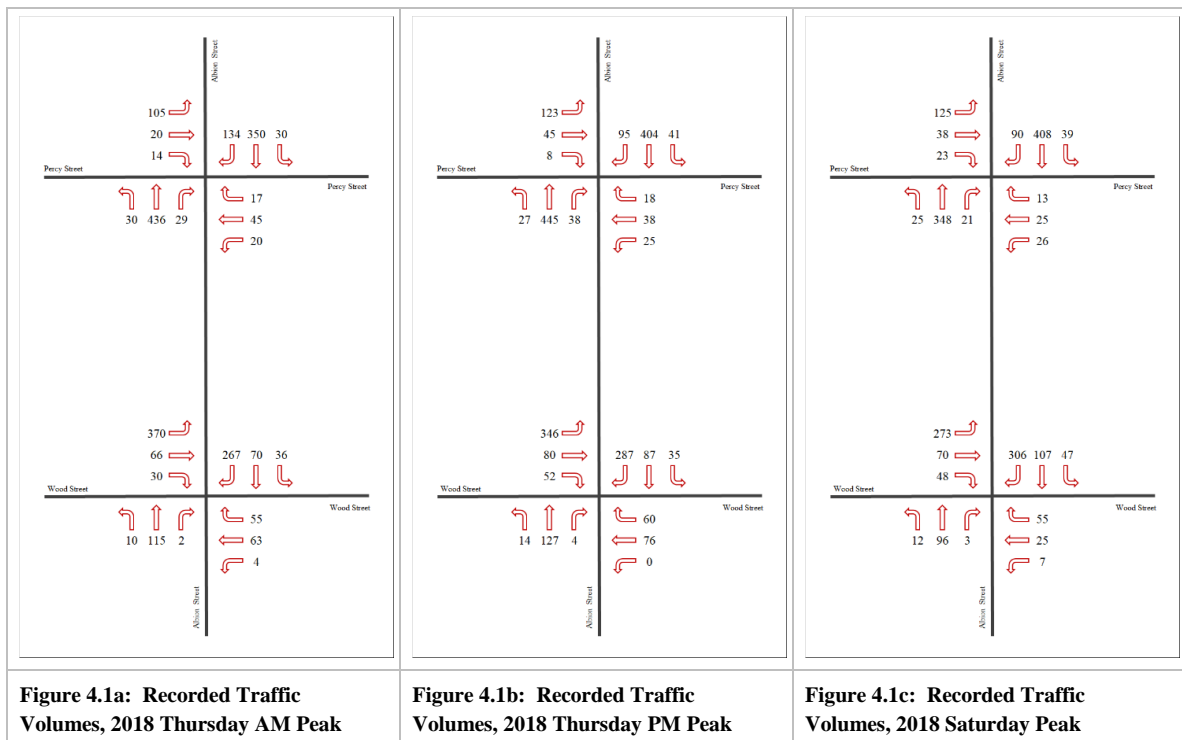 Albion Street
105
20 134 350 30
14
Percy Street
Percy Street
17
30 436 29 45
20
370
66 267 70 36
30
Wood Street
Wood Street
55
10 115 2 63
4
Albion Street
Figure 4.1a: Recorded Traffic
Volumes, 2018 Thursday AM Peak
Albion Street
123
45 95 404 41
8
Percy Street
Percy Street
18
27 445 38 38
25
346
80 287 87 35
52
Wood Street
Wood Street
60
14 127 4 76
0
Albion Street
Figure 4.1b: Recorded Traffic
Volumes, 2018 Thursday PM Peak
Albion Street
125
38 90 408 39
23
Percy Street
Percy Street
13
25 348 21 25
26
273
70 306 107 47
48
Wood Street
Wood Street
55
12 96 3 25
7
Albion Street
Figure 4.1c: Recorded Traffic
Volumes, 2018 Saturday Peak